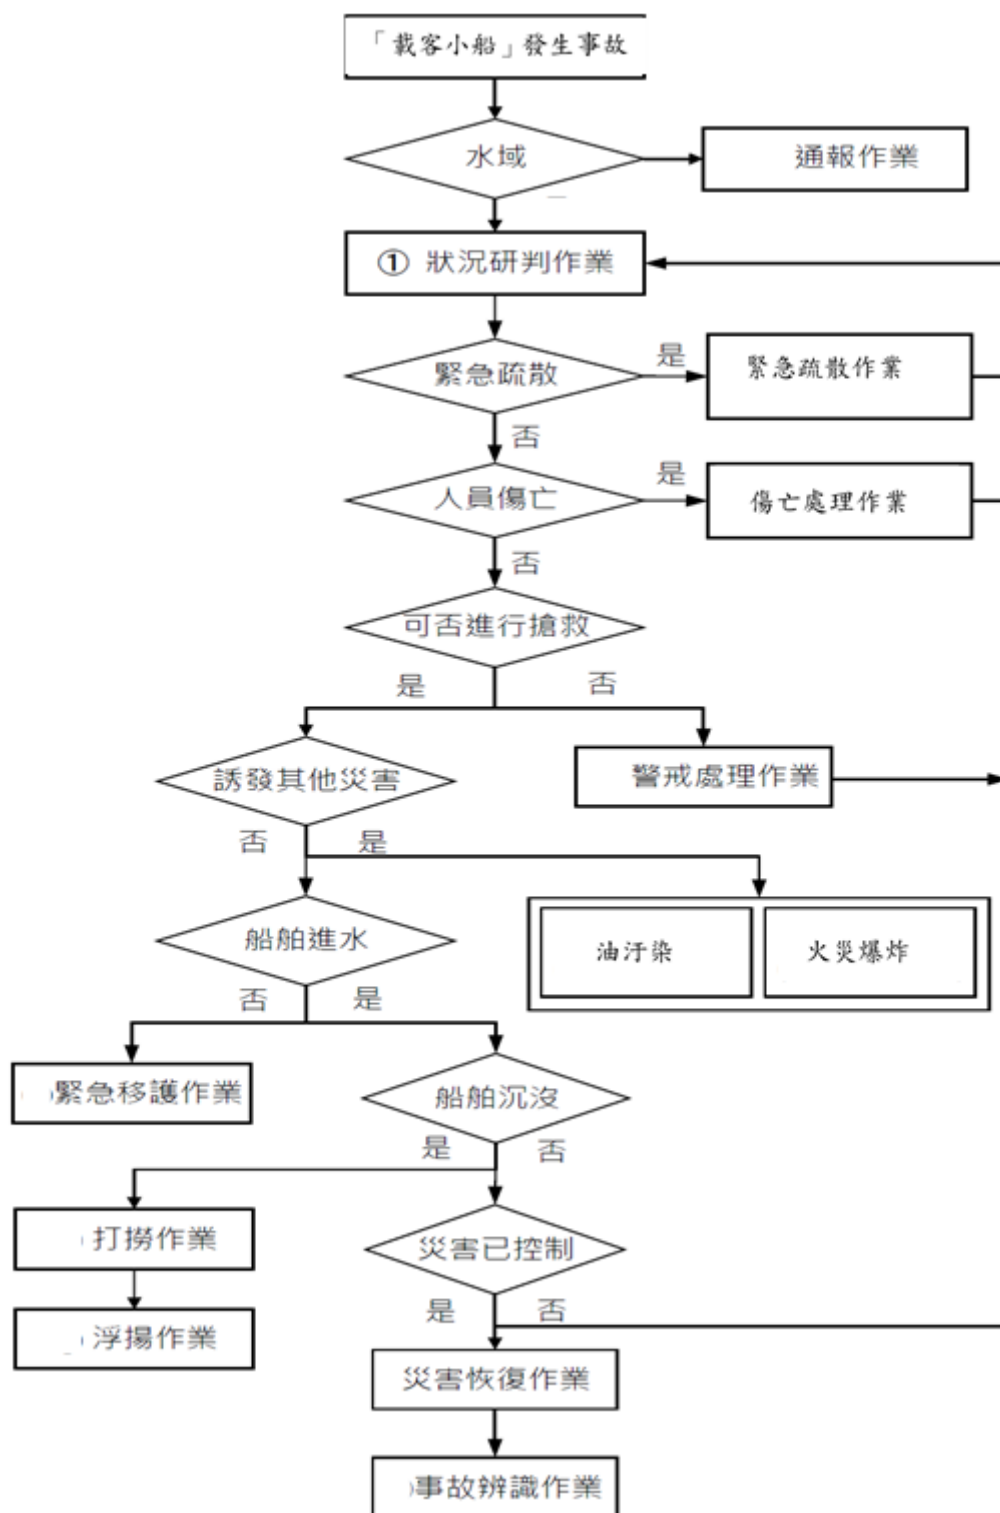 「載客小船」發生事故
水域
通報作業
① 狀況研判作業
緊急疏散
是
緊急疏散作業
否
人員傷亡
是
傷亡處理作業
否
可否進行搶救
是
否
誘發其他災害
警戒處理作業
否
是
船舶進水
油汙染
火災爆炸
否
是
緊急移護作業
船舶沉沒
是
否
打撈作業
災害已控制
浮揚作業
是
否
災害恢復作業
事故辨識作業